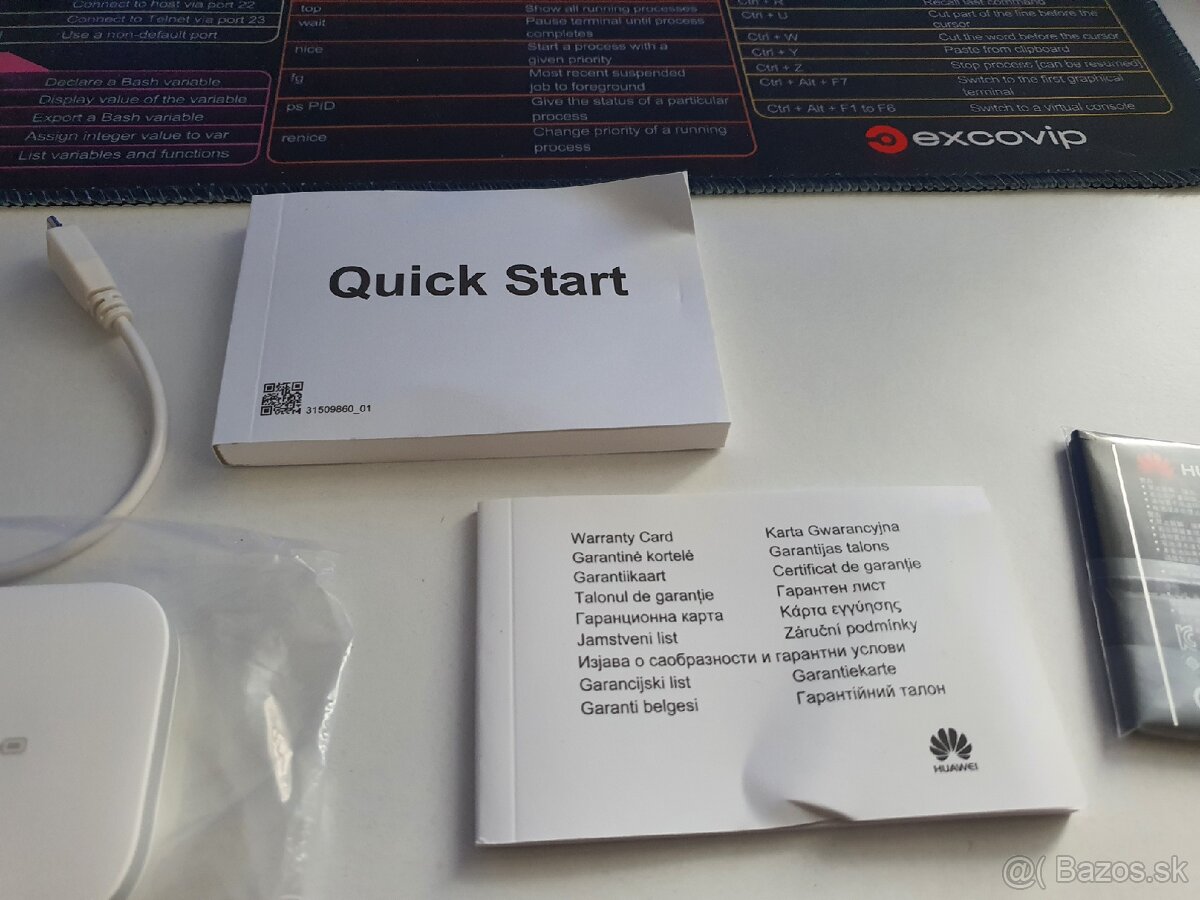 Connect to host via port 22
Connect to Telnet via port 23
Use a non-default port
Declare a Bash variable
Display value of the variable
Export a Bash variable
Assign integer value to var
List variables and functions
top Show all running processes
wait Pause terminal until process completes
nice Start a process with a given priority
fg Most recent suspended job to foreground
ps PID Give the status of a particular process
renice Change priority of a running process
Ctrl + R Recall last command
Ctrl + U Cut part of the line before the cursor
Ctrl + W Cut the word before the cursor
Ctrl + Y Paste from clipboard
Ctrl + Z Stop process (can be resumed)
Ctrl + Alt + F7 Switch to the first graphical terminal
Ctrl + Alt + F1 to F6 Switch to a virtual console
excovip
Quick Start
31509860_01
Warranty Card
Garantinė kortelė
Garantiikaart
Talonul de garanție
Гаранционна карта
Jamstveni list
Изјава о саобразности и гарантни услови
Garancijski list
Garanti belgesi
Karta Gwarancyjna
Garantijas talons
Certificat de garanție
Гарантен лист
Κάρτα εγγύησης
Záruční podmínky
Garantiekarte
Гарантійний талон
HUAWEI
@( Bazos.sk